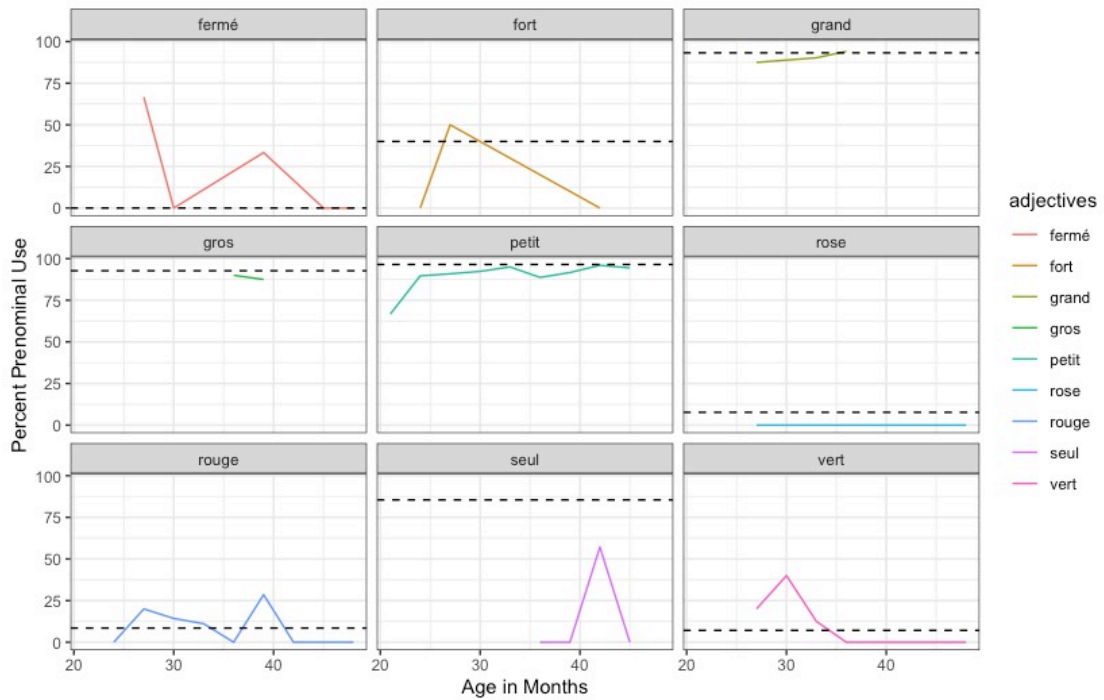 fermé fort grand
100
75
50
25
0
gros petit rose
100
75
50
25
0
rouge seul vert
100
75
50
25
0
20 30 40 20 30 40 20 30 40
Age in Months
Percent Prenominal Use
adjectives
fermé
fort
grand
gros
petit
rose
rouge
seul
vert